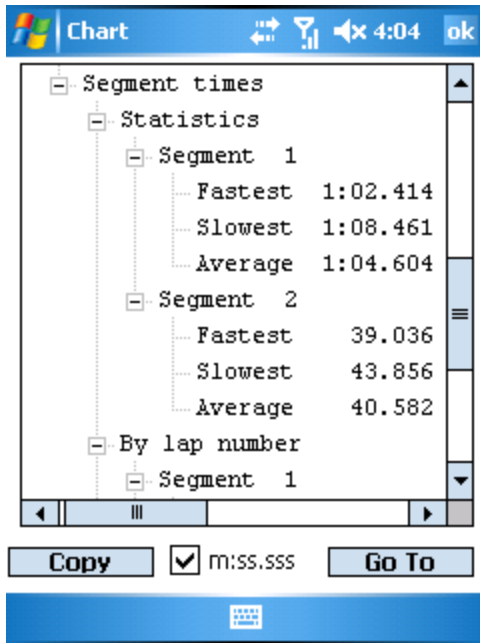 Chart 4:04 ok
Segment times
Statistics
Segment 1
Fastest 1:02.414
Slowest 1:08.461
Average 1:04.604
Segment 2
Fastest 39.036
Slowest 43.856
Average 40.582
By lap number
Segment 1
Copy m:ss.sss Go To